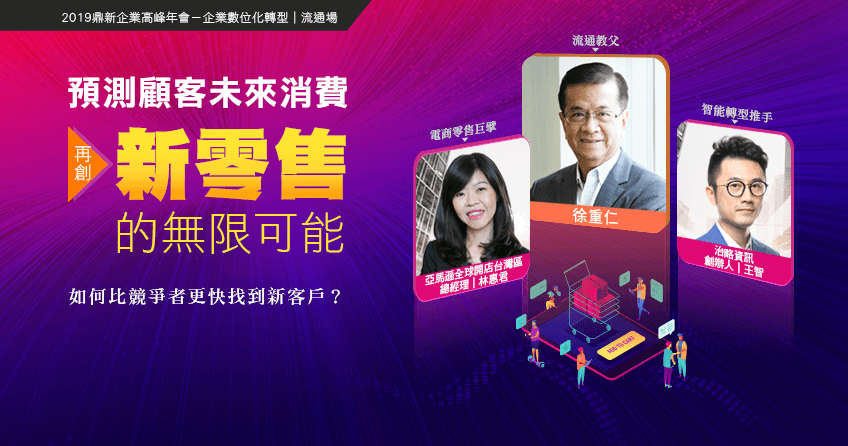 2019鼎新企業高峰年會－企業數位化轉型｜流通場
預測顧客未來消費
再創
新零售
的無限可能
如何比競爭者更快找到新客戶？
電商零售巨擘
亞馬遜全球開店台灣區
總經理｜林惠君
流通教父
徐重仁
智能轉型推手
治略資訊
創辦人｜王智
ADD TO CART